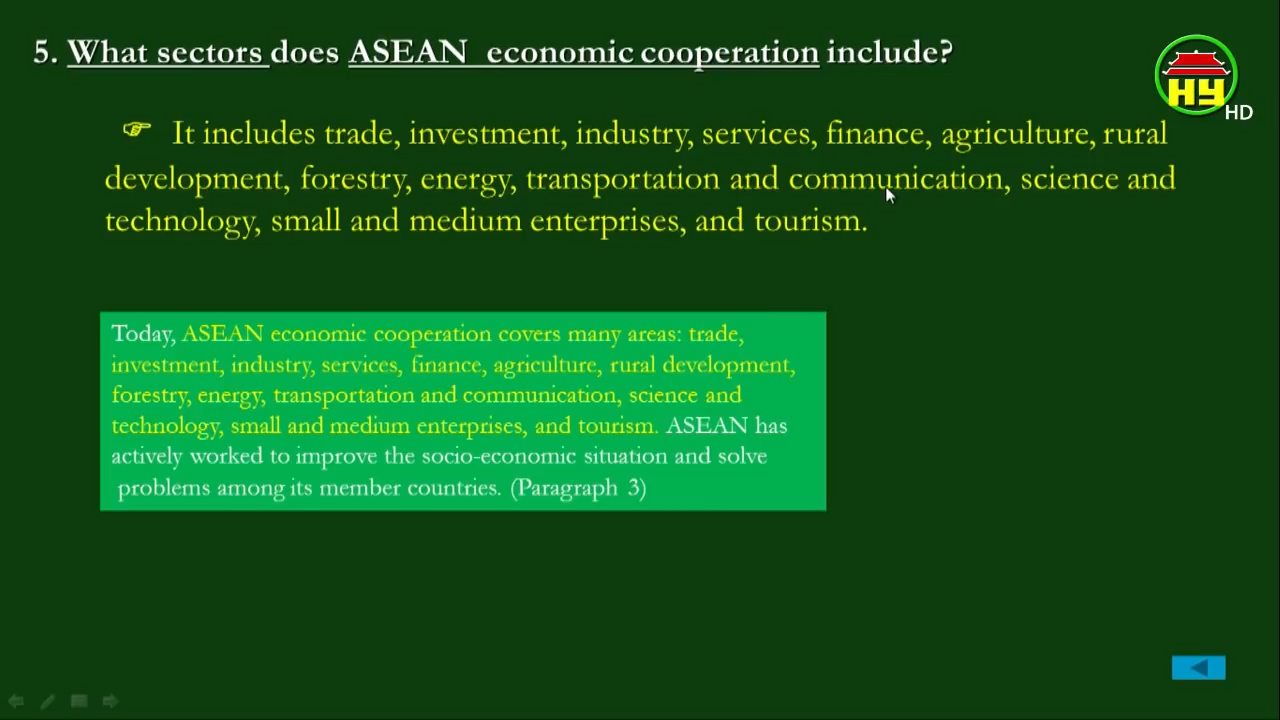 5. What sectors does ASEAN economic cooperation include?
HY
HD
☞ It includes trade, investment, industry, services, finance, agriculture, rural
development, forestry, energy, transportation and communication, science and
technology, small and medium enterprises, and tourism.
Today, ASEAN economic cooperation covers many areas: trade,
investment, industry, services, finance, agriculture, rural development,
forestry, energy, transportation and communication, science and
technology, small and medium enterprises, and tourism. ASEAN has
actively worked to improve the socio-economic situation and solve
problems among its member countries. (Paragraph 3)